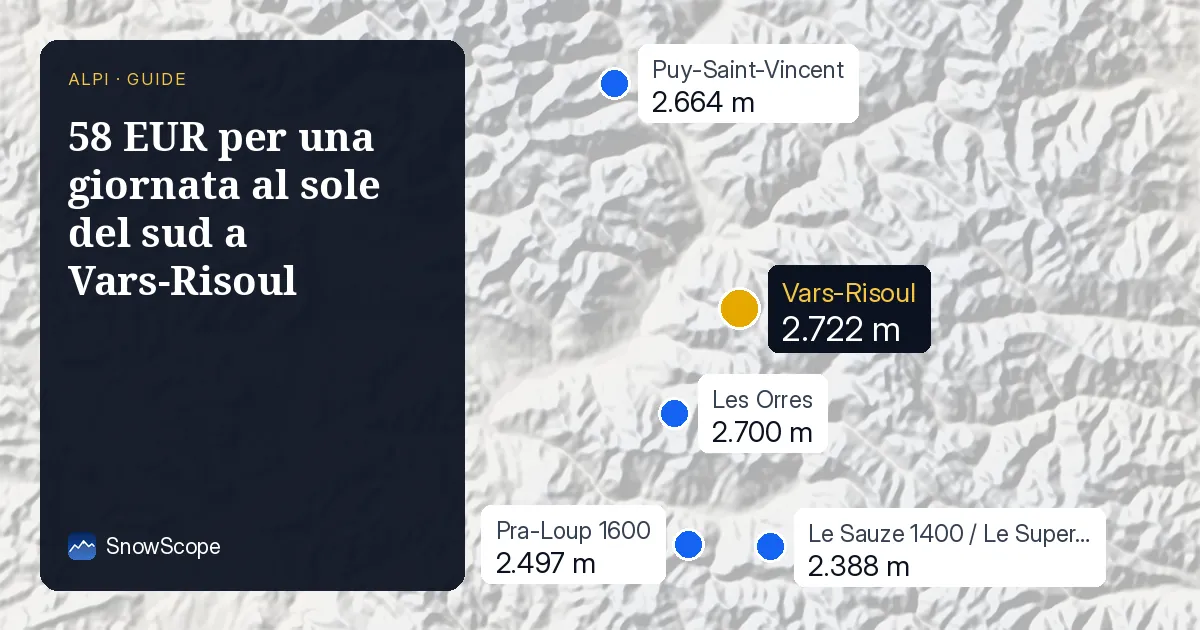 ALPI · GUIDE
58 EUR per una
giornata al sole
del sud a
Vars-Risoul
SnowScope
Puy-Saint-Vincent
2.664 m
Vars-Risoul
2.722 m
Les Orres
2.700 m
Pra-Loup 1600
2.497 m
Le Sauze 1400 / Le Super...
2.388 m